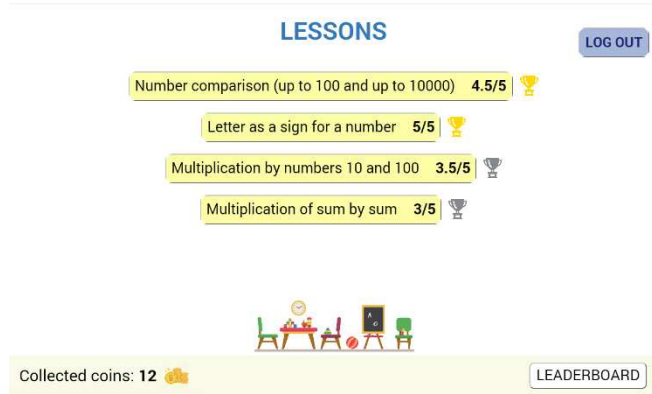 LESSONS
LOG OUT
Number comparison (up to 100 and up to 10000) 4.5/5
Letter as a sign for a number 5/5
Multiplication by numbers 10 and 100 3.5/5
Multiplication of sum by sum 3/5
Collected coins: 12
LEADERBOARD